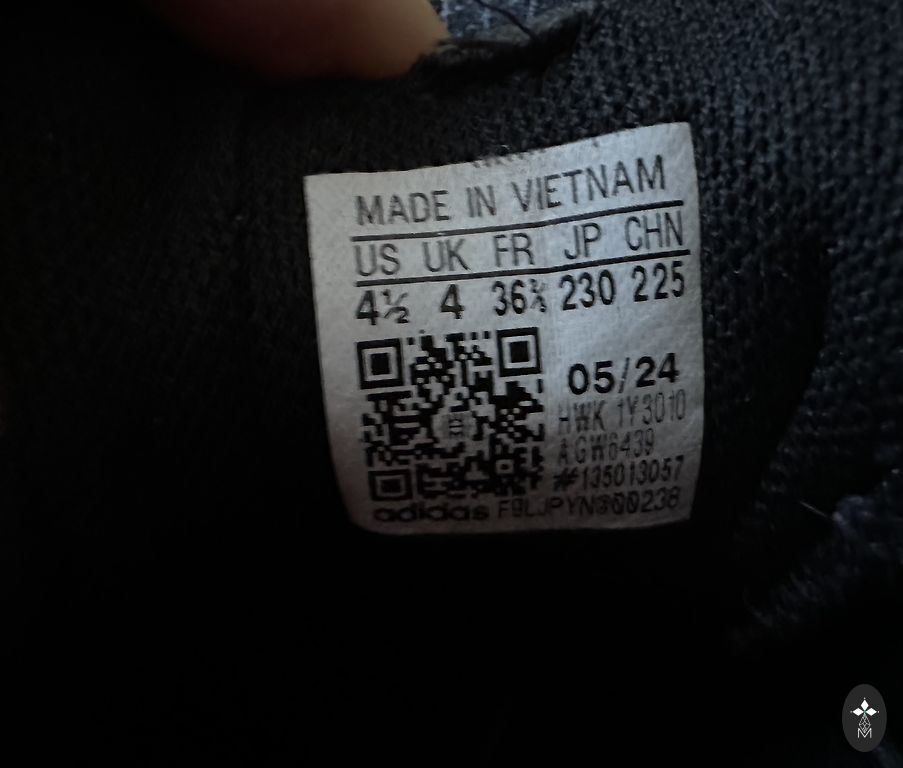 MADE IN VIETNAM
US UK FR JP CHN
4½ 4 36⅔ 230 225
05/24
HWK 1Y3010
AGW6439
#135013057
adidas
M